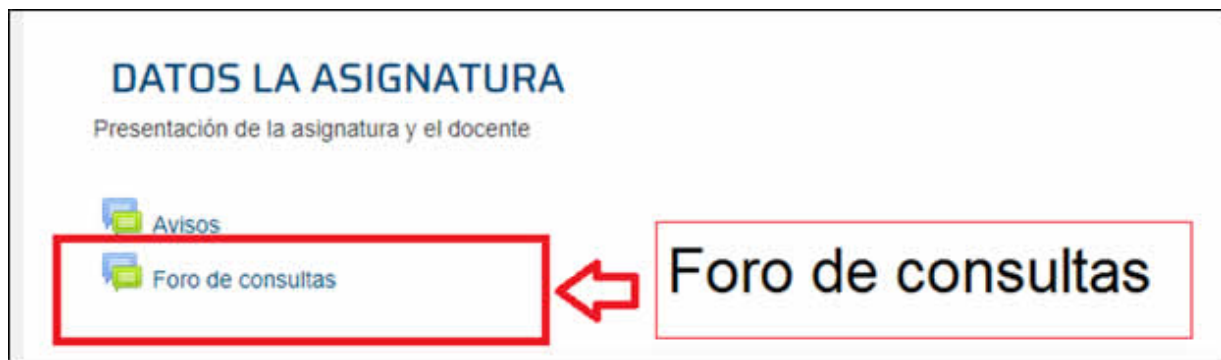 DATOS LA ASIGNATURA
Presentación de la asignatura y el docente
Avisos
Foro de consultas
Foro de consultas